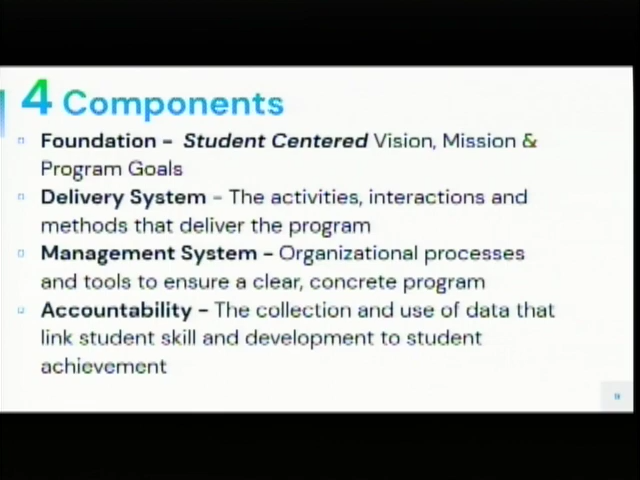 4 Components
Foundation – Student Centered Vision, Mission &
Program Goals
Delivery System – The activities, interactions and
methods that deliver the program
Management System – Organizational processes
and tools to ensure a clear, concrete program
Accountability – The collection and use of data that
link student skill and development to student
achievement